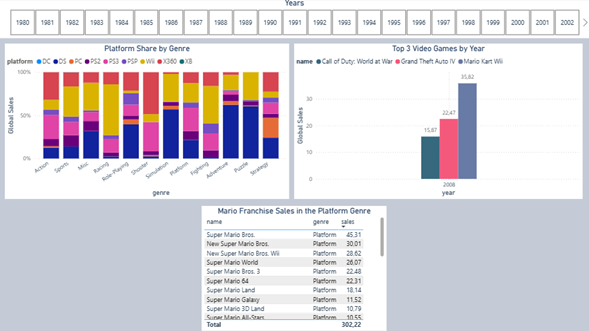 Years
1980 1981 1982 1983 1984 1985 1986 1987 1988 1989 1990 1991 1992 1993 1994 1995 1996 1997 1998 1999 2000 2001 2002
Platform Share by Genre
platform DC DS PC PS2 PS3 PSP Wii X360 XB
Global Sales
100%
50%
0%
Action Sports Misc Racing Role-Playing Shooter Simulation Platform Fighting Adventure Puzzle Strategy
genre
Top 3 Video Games by Year
name Call of Duty: World at War Grand Theft Auto IV Mario Kart Wii
Global Sales
30
20
10
0
15,87 22,47 35,82
2008
year
Mario Franchise Sales in the Platform Genre
name genre sales
Super Mario Bros. Platform 45,31
New Super Mario Bros. Platform 30,01
New Super Mario Bros. Wii Platform 28,62
Super Mario World Platform 26,07
Super Mario Bros. 3 Platform 22,48
Super Mario 64 Platform 22,31
Super Mario Land Platform 18,14
Super Mario Galaxy Platform 11,52
Super Mario 3D Land Platform 10,79
Super Mario All-Stars Platform 10,55
Total 302,22